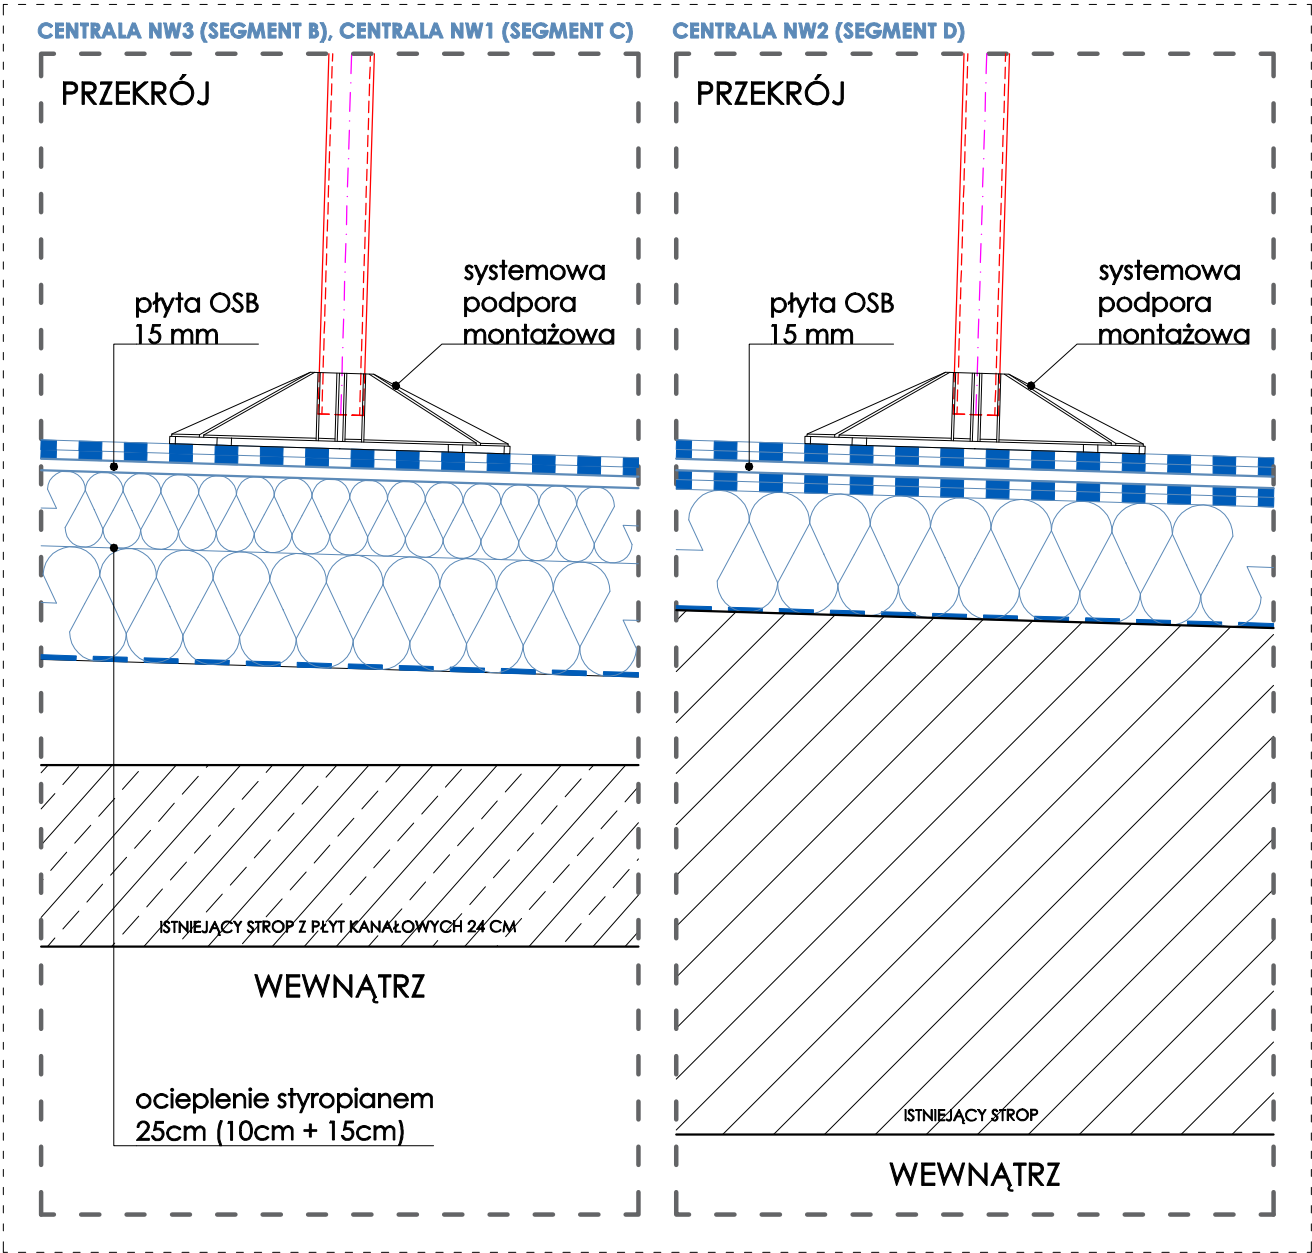 CENTRALA NW3 (SEGMENT B), CENTRALA NW1 (SEGMENT C)
PRZEKRÓJ
płyta OSB
15 mm
systemowa
podpora
montażowa
ISTNIEJĄCY STROP Z PŁYT KANAŁOWYCH 24 CM
WEWNĄTRZ
ocieplenie styropianem
25cm (10cm + 15cm)
CENTRALA NW2 (SEGMENT D)
PRZEKRÓJ
płyta OSB
15 mm
systemowa
podpora
montażowa
ISTNIEJĄCY STROP
WEWNĄTRZ